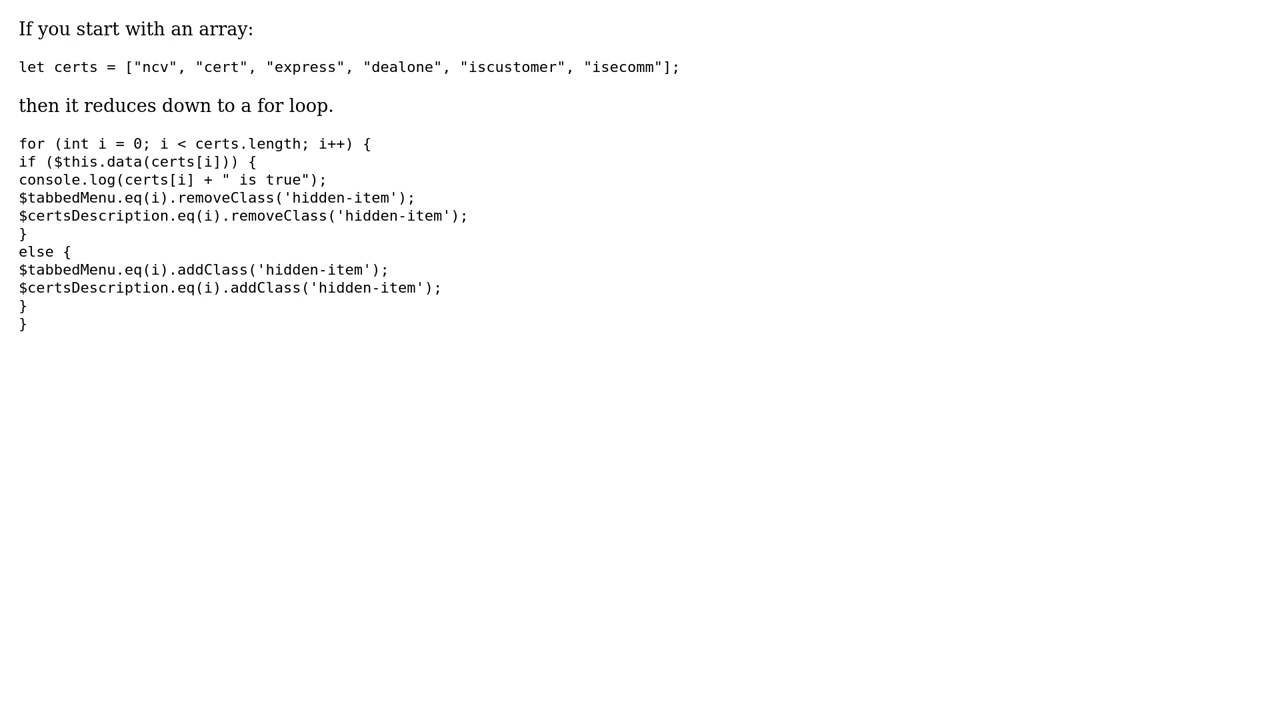 If you start with an array:
let certs = ["ncv", "cert", "express", "dealone", "iscustomer", "isecomm"];
then it reduces down to a for loop.
for (int i = 0; i < certs.length; i++) {
if ($this.data(certs[i])) {
console.log(certs[i] + " is true");
$tabbedMenu.eq(i).removeClass('hidden-item');
$certsDescription.eq(i).removeClass('hidden-item');
}
else {
$tabbedMenu.eq(i).addClass('hidden-item');
$certsDescription.eq(i).addClass('hidden-item');
}
}